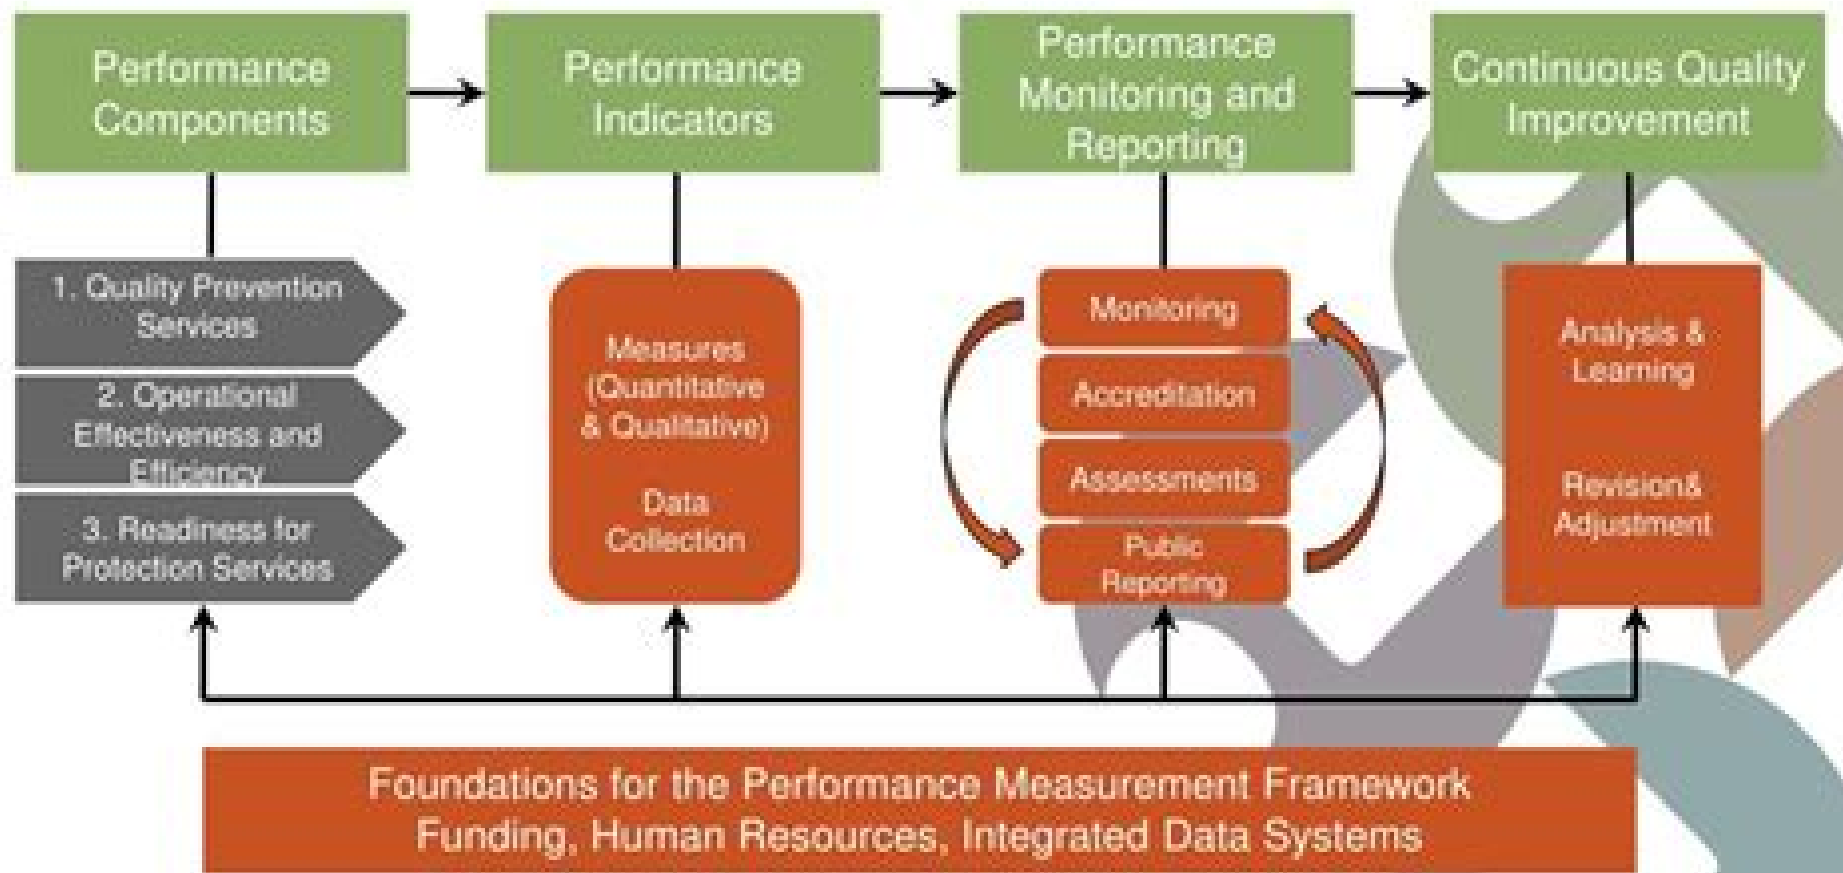 Performance
Components
Performance
Indicators
Performance
Monitoring and
Reporting
Continuous Quality
Improvement
1. Quality Prevention
Services
2. Operational
Effectiveness and
Efficiency
3. Readiness for
Protection Services
Measures
(Quantitative
& Qualitative)
Data
Collection
Monitoring
Accreditation
Assessments
Public
Reporting
Analysis &
Learning
Revision&
Adjustment
Foundations for the Performance Measurement Framework
Funding, Human Resources, Integrated Data Systems